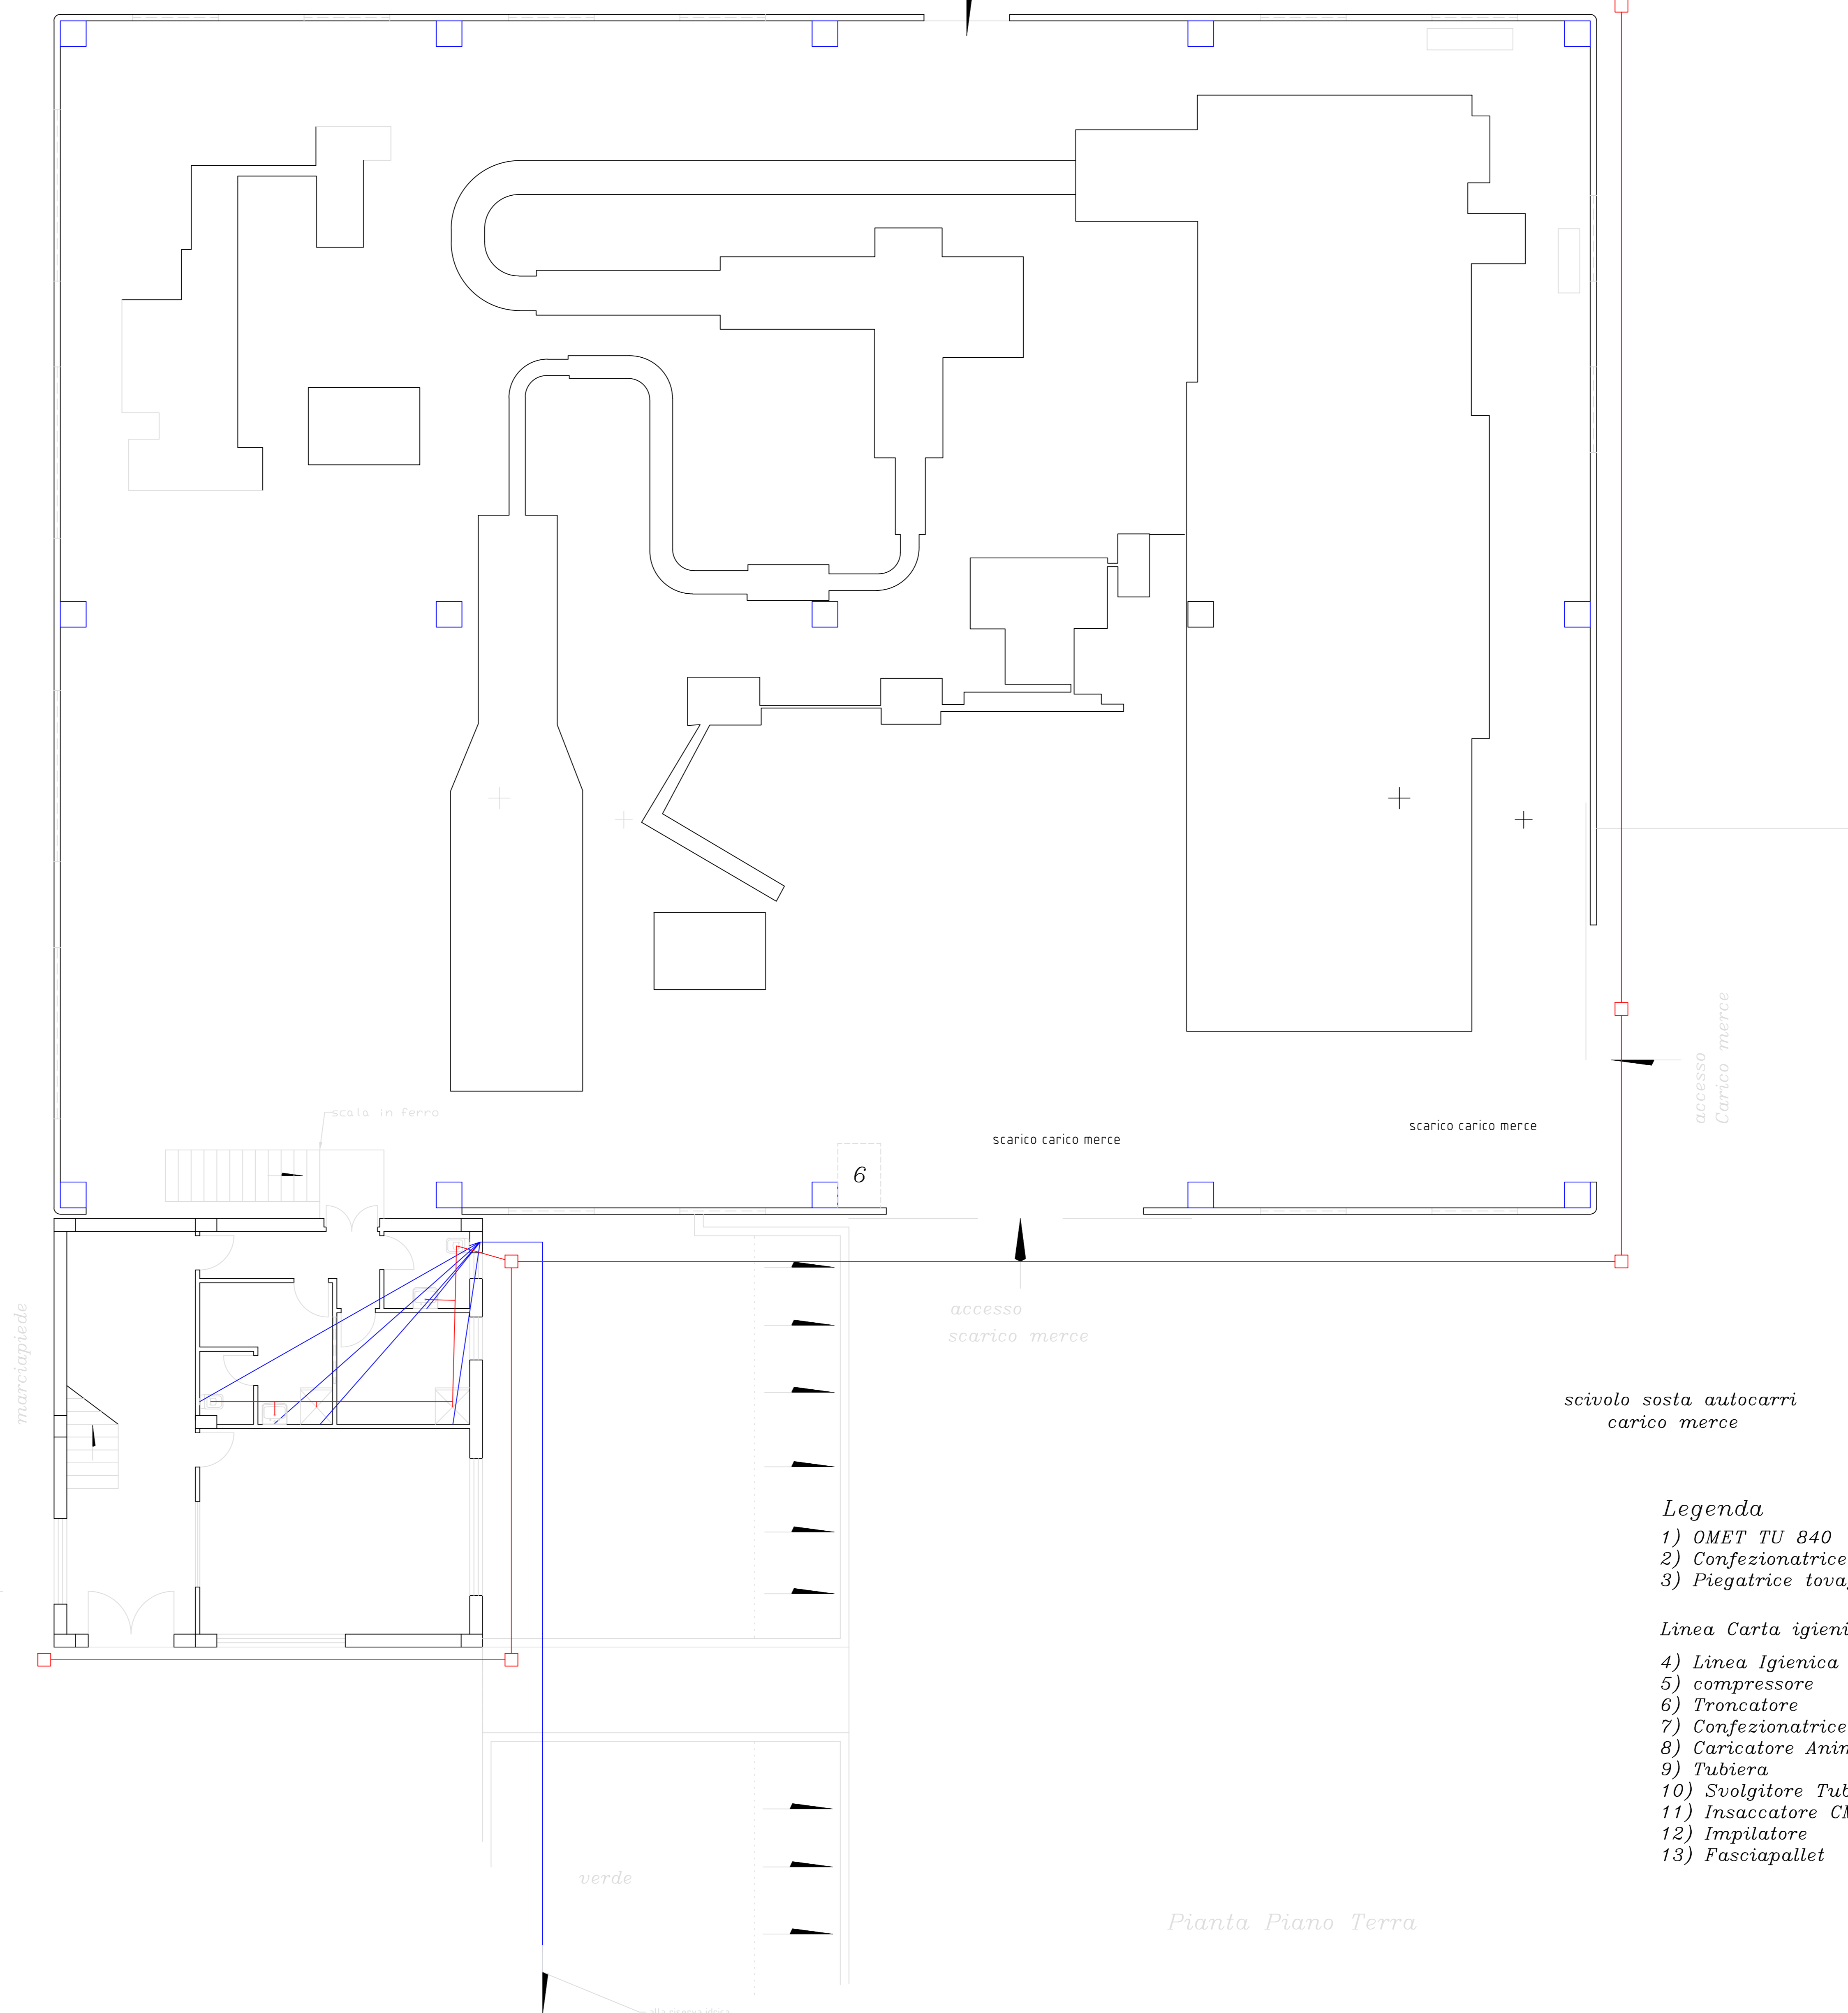 scala in ferro
scarico carico merce
scarico carico merce
6
accesso
Carico merce
marciapiede
accesso
scarico merce
scivolo sosta autocarri
carico merce
Legenda
1) OMET TU 840
2) Confezionatrice
3) Piegatrice
Linea Carta
4) Linea Igienica
5) compressore
6) Troncatore
7) Confezionatrice
8) Caricatore
9) Tubiera
10) Svolgitore
11) Insaccatore
12) Impilatore
13) Fasciapallet
verde
Pianta Piano Terra